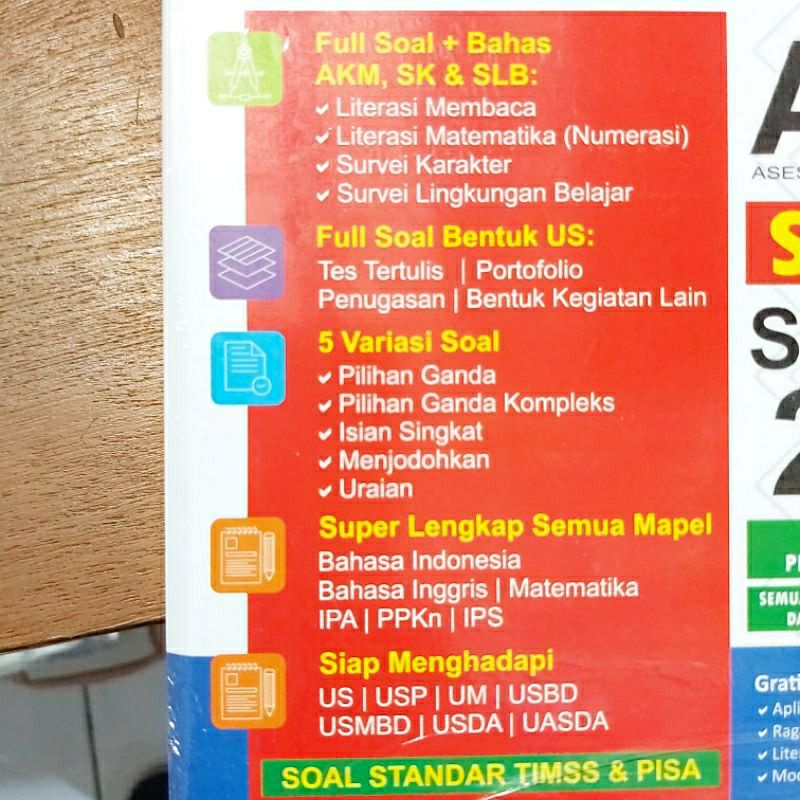 Full Soal + Bahas
AKM, SK & SLB:
Literasi Membaca
Literasi Matematika (Numerasi)
Survei Karakter
Survei Lingkungan Belajar
Full Soal Bentuk US:
Tes Tertulis | Portofolio
Penugasan | Bentuk Kegiatan Lain
5 Variasi Soal
Pilihan Ganda
Pilihan Ganda Kompleks
Isian Singkat
Menjodohkan
Uraian
Super Lengkap Semua Mapel
Bahasa Indonesia
Bahasa Inggris | Matematika
IPA | PPKn | IPS
Siap Menghadapi
US | USP | UM | USBD
USMBD | USDA | UASDA
SOAL STANDAR TIMSS & PISA